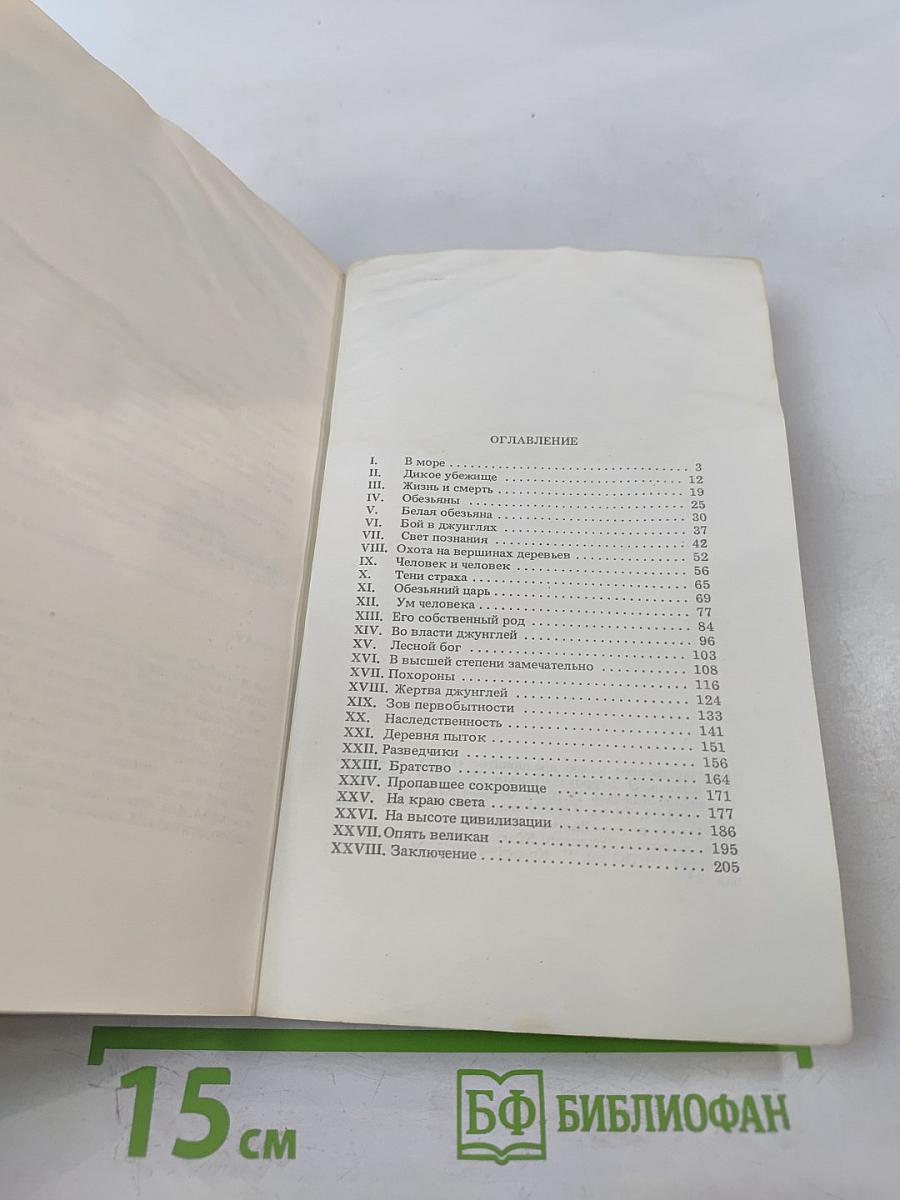 ОГЛАВЛЕНИЕ
I. В море . . . . . . . . . . . . . . . . . . . . . . . . . . . . . . 3
II. Дикое убежище . . . . . . . . . . . . . . . . . . . . . . 12
III. Жизнь и смерть . . . . . . . . . . . . . . . . . . . . . . 19
IV. Обезьяны . . . . . . . . . . . . . . . . . . . . . . . . . . 25
V. Белая обезьяна . . . . . . . . . . . . . . . . . . . . . . 30
VI. Бой в джунглях . . . . . . . . . . . . . . . . . . . . . . 37
VII. Свет познания . . . . . . . . . . . . . . . . . . . . . . 42
VIII. Охота на вершинах деревьев . . . . . . . . . . . . 52
IX. Человек и человек . . . . . . . . . . . . . . . . . . . . 56
X. Тени страха . . . . . . . . . . . . . . . . . . . . . . . . 65
XI. Обезьяний царь . . . . . . . . . . . . . . . . . . . . . . 69
XII. Ум человека . . . . . . . . . . . . . . . . . . . . . . . . 77
XIII. Его собственный род . . . . . . . . . . . . . . . . . . 84
XIV. Во власти джунглей . . . . . . . . . . . . . . . . . . . 96
XV. Лесной бог . . . . . . . . . . . . . . . . . . . . . . . . 103
XVI. В высшей степени замечательно . . . . . . . . . . 108
XVII. Похороны . . . . . . . . . . . . . . . . . . . . . . . . 116
XVIII. Жертва джунглей . . . . . . . . . . . . . . . . . . . 124
XIX. Зов первобытности . . . . . . . . . . . . . . . . . . . 133
XX. Наследственность . . . . . . . . . . . . . . . . . . . . 141
XXI. Деревня пыток . . . . . . . . . . . . . . . . . . . . . 151
XXII. Разведчики . . . . . . . . . . . . . . . . . . . . . . . 156
XXIII. Братство . . . . . . . . . . . . . . . . . . . . . . . . 164
XXIV. Пропавшее сокровище . . . . . . . . . . . . . . . . 171
XXV. На краю света . . . . . . . . . . . . . . . . . . . . . . 177
XXVI. На высоте цивилизации . . . . . . . . . . . . . . . 186
XXVII. Опять великан . . . . . . . . . . . . . . . . . . . . . 195
XXVIII. Заключение . . . . . . . . . . . . . . . . . . . . . . 205
15 см
БФ БИБЛИОФАН